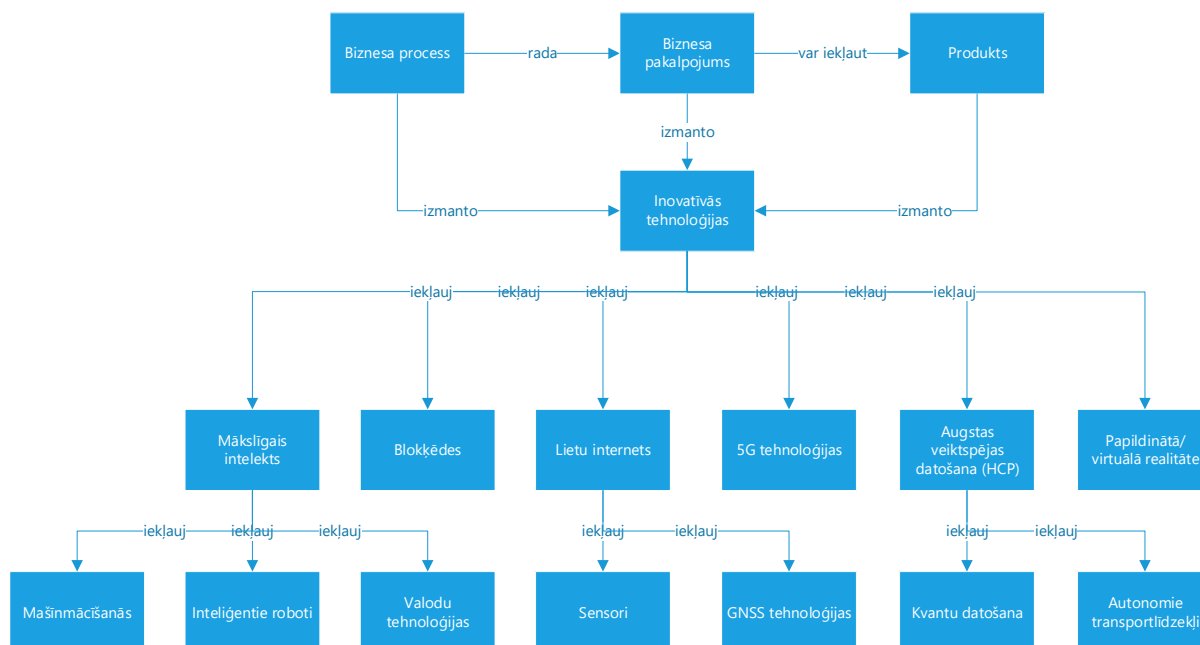 Biznesa process
rada
Biznesa
pakalpojums
var iekļaut
Produkts
izmanto
izmanto
Inovatīvās
tehnoloģijas
izmanto
iekļauj
iekļauj
iekļauj
iekļauj
iekļauj
iekļauj
Mākslīgais
intelekts
Blokķēdes
Lietu internets
5G tehnoloģijas
Augstas
veiktspējas
datošana (HCP)
Papildinātā/
virtuālā realitāte
iekļauj
iekļauj
iekļauj
iekļauj
iekļauj
iekļauj
iekļauj
Mašīnmācīšanās
Inteliģentie roboti
Valodu
tehnoloģijas
Sensori
GNSS tehnoloģijas
Kvantu datošana
Autonomie
transportlīdzekļi